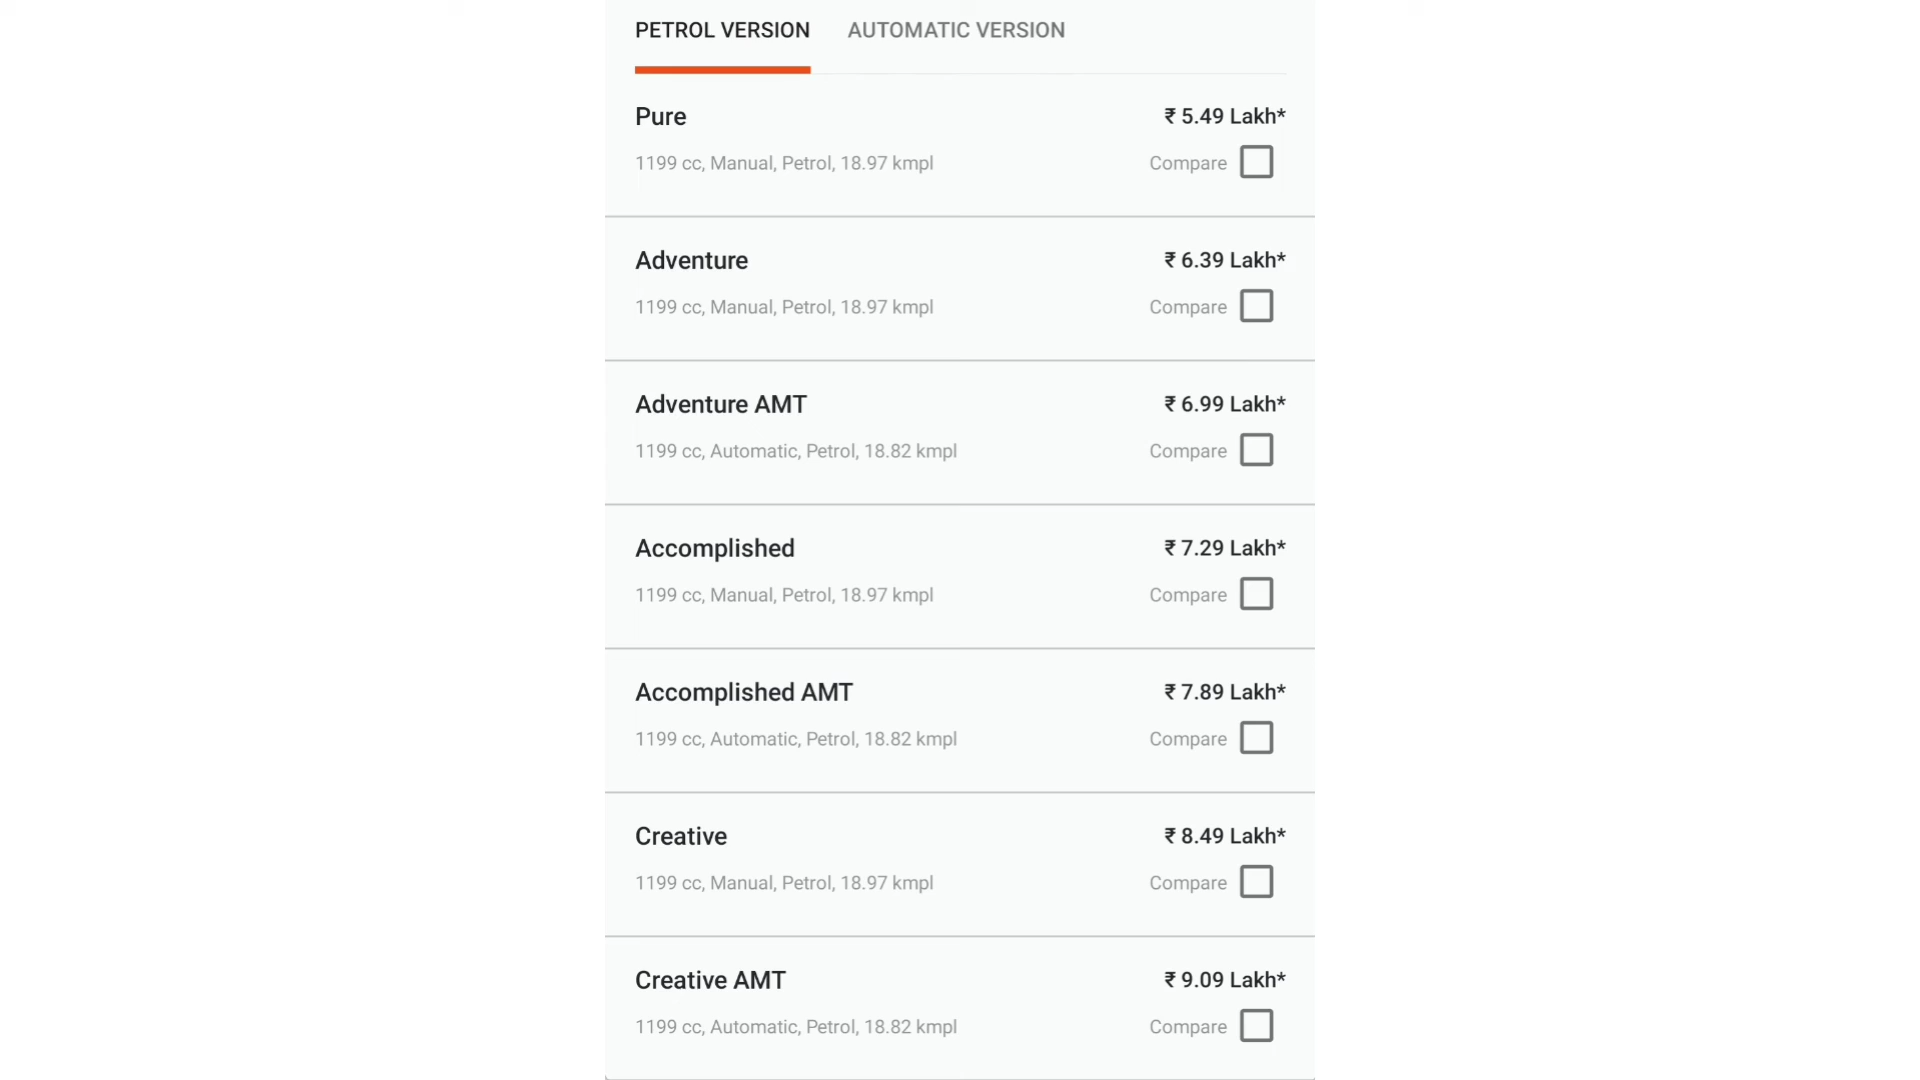 PETROL VERSION AUTOMATIC VERSION
Pure ₹ 5.49 Lakh*
1199 cc, Manual, Petrol, 18.97 kmpl Compare
Adventure ₹ 6.39 Lakh*
1199 cc, Manual, Petrol, 18.97 kmpl Compare
Adventure AMT ₹ 6.99 Lakh*
1199 cc, Automatic, Petrol, 18.82 kmpl Compare
Accomplished ₹ 7.29 Lakh*
1199 cc, Manual, Petrol, 18.97 kmpl Compare
Accomplished AMT ₹ 7.89 Lakh*
1199 cc, Automatic, Petrol, 18.82 kmpl Compare
Creative ₹ 8.49 Lakh*
1199 cc, Manual, Petrol, 18.97 kmpl Compare
Creative AMT ₹ 9.09 Lakh*
1199 cc, Automatic, Petrol, 18.82 kmpl Compare